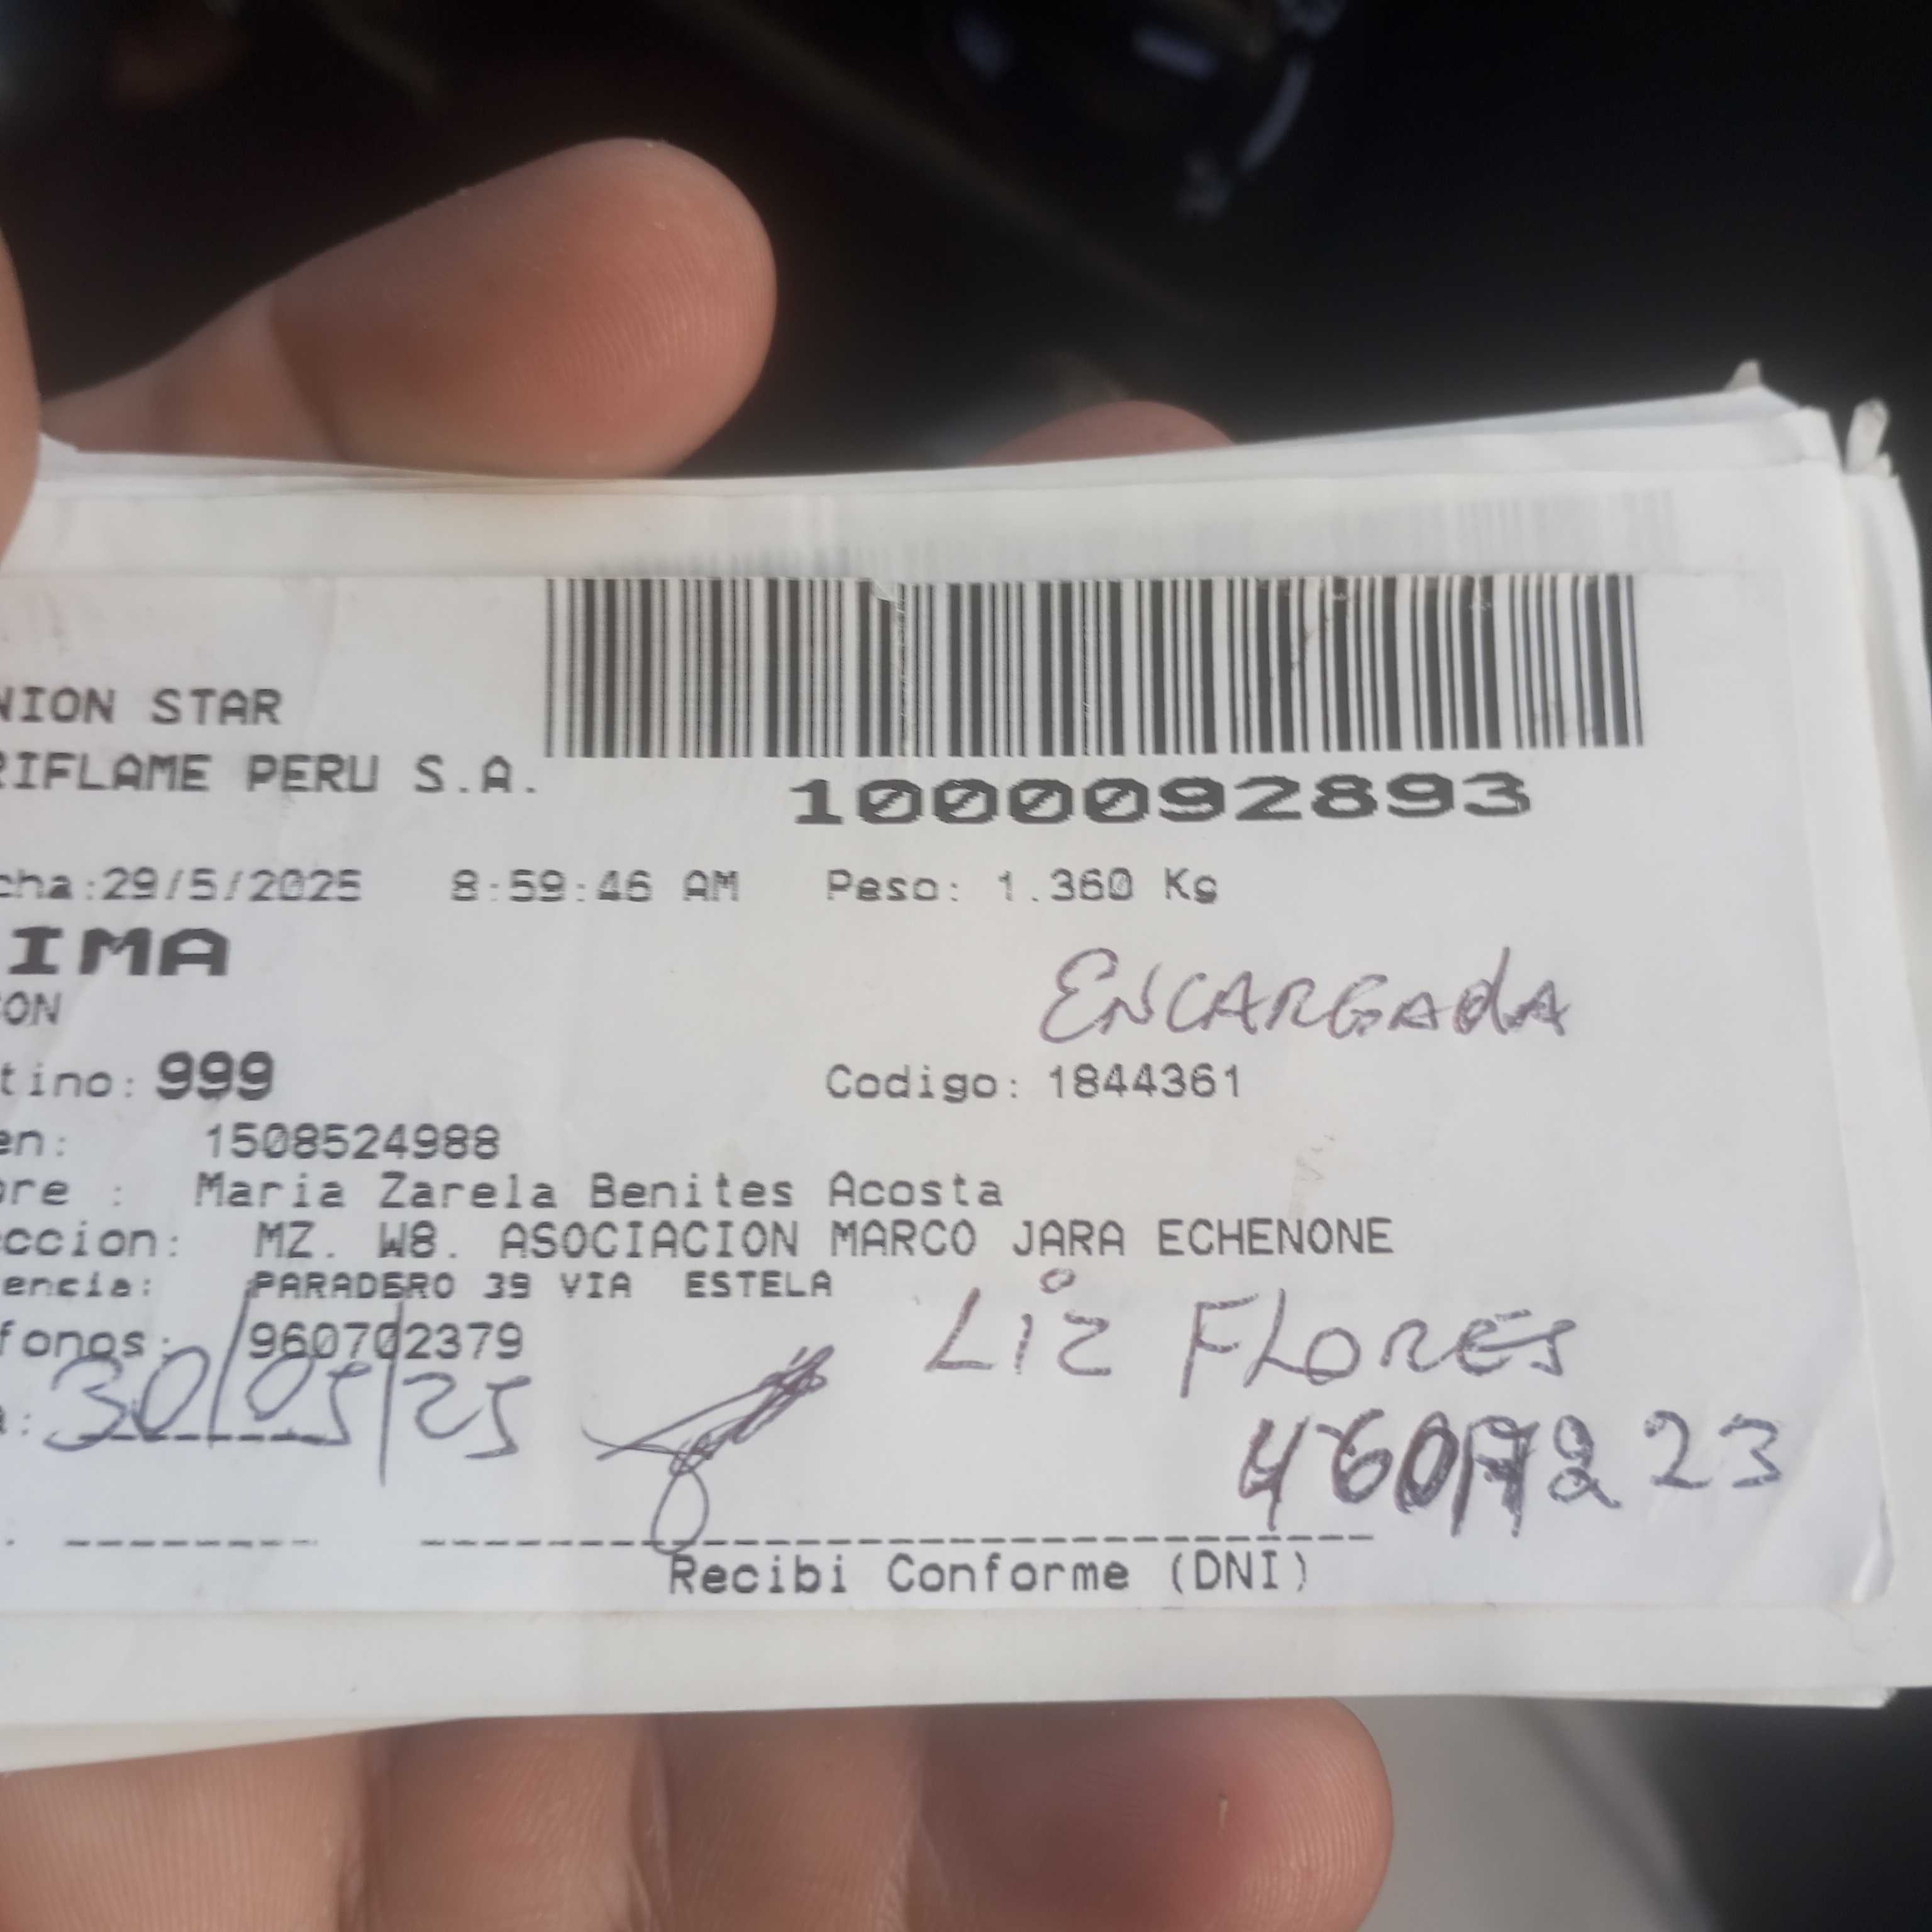 NION STAR
RIFLAME PERU S.A.
1000092893
cha:29/5/2025 8:59:46 AM Peso: 1.360 Kg
IMA
ON
ENCARGADA
tino: 999 Codigo: 1844361
en: 1508524988
bre : Maria Zarela Benites Acosta
ccion: MZ. W8. ASOCIACION MARCO JARA ECHENONE
encia: PARADERO 39 VIA ESTELA
fonos: 960702379
LIZ FLORES
a: 30/05/25
Recibi Conforme (DNI)